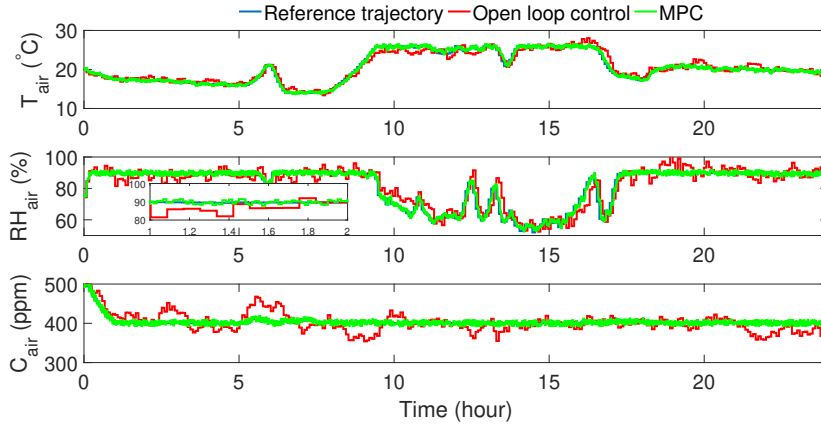 Reference trajectory Open loop control MPC
T_air (°C)
30
20
10
0 5 10 15 20
RH_air (%)
100
80
60
100
90
80
1 1.2 1.4 1.6 1.8 2
0 5 10 15 20
C_air (ppm)
500
400
300
0 5 10 15 20
Time (hour)